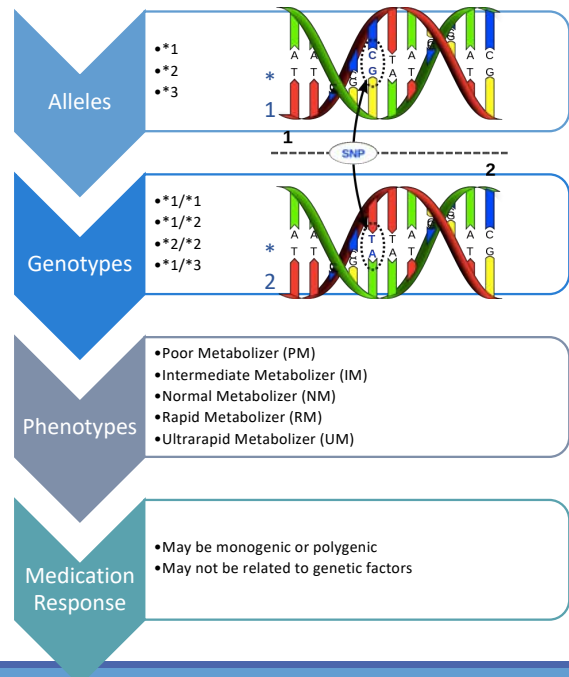 Alleles
•*1
•*2
•*3
*
1
A A C A A C
T T G T A T G
1
SNP
2
Genotypes
•*1/*1
•*1/*2
•*2/*2
•*1/*3
*
2
A A T A A C
T T G A T T G
Phenotypes
•Poor Metabolizer (PM)
•Intermediate Metabolizer (IM)
•Normal Metabolizer (NM)
•Rapid Metabolizer (RM)
•Ultrarapid Metabolizer (UM)
Medication
Response
•May be monogenic or polygenic
•May not be related to genetic factors